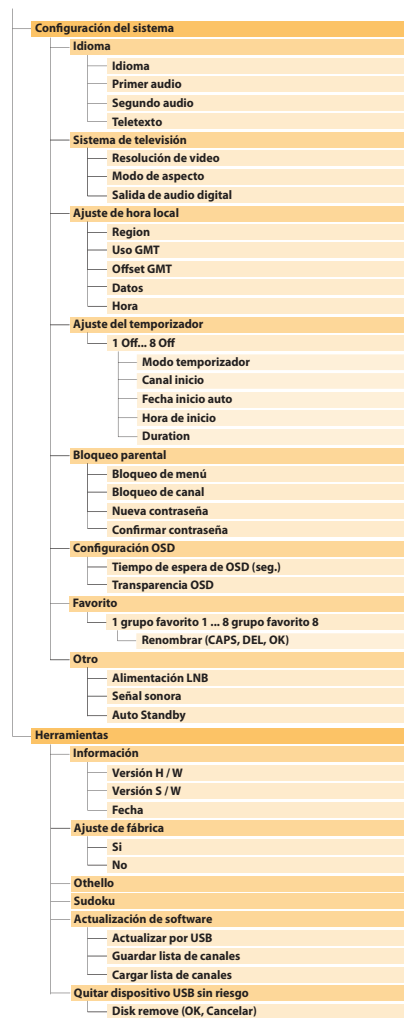 Configuración del sistema
Idioma
Idioma
Primer audio
Segundo audio
Teletexto
Sistema de televisión
Resolución de video
Modo de aspecto
Salida de audio digital
Ajuste de hora local
Region
Uso GMT
Offset GMT
Datos
Hora
Ajuste del temporizador
1 Off... 8 Off
Modo temporizador
Canal inicio
Fecha inicio auto
Hora de inicio
Duration
Bloqueo parental
Bloqueo de menú
Bloqueo de canal
Nueva contraseña
Confirmar contraseña
Configuración OSD
Tiempo de espera de OSD (seg.)
Transparencia OSD
Favorito
1 grupo favorito 1 ... 8 grupo favorito 8
Renombrar (CAPS, DEL, OK)
Otro
Alimentación LNB
Señal sonora
Auto Standby
Herramientas
Información
Versión H / W
Versión S / W
Fecha
Ajuste de fábrica
Si
No
Othello
Sudoku
Actualización de software
Actualizar por USB
Guardar lista de canales
Cargar lista de canales
Quitar dispositivo USB sin riesgo
Disk remove (OK, Cancelar)